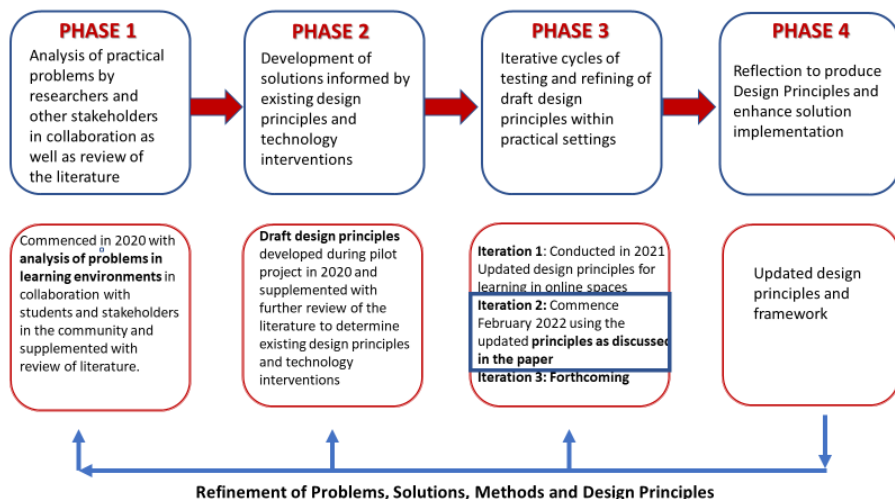 PHASE 1
Analysis of practical
problems by
researchers and
other stakeholders
in collaboration as
well as review of
the literature
PHASE 2
Development of
solutions informed by
existing design
principles and
technology
interventions
PHASE 3
Iterative cycles of
testing and refining of
draft design
principles within
practical settings
PHASE 4
Reflection to produce
Design Principles and
enhance solution
implementation
Commenced in 2020 with
analysis of problems in
learning environments in
collaboration with
students and stakeholders
in the community and
supplemented with
review of literature.
Draft design principles
developed during pilot
project in 2020 and
supplemented with
further review of the
literature to determine
existing design principles
and technology
interventions
Iteration 1: Conducted in 2021
Updated design principles for
learning in online spaces
Iteration 2: Commence
February 2022 using the
updated principles as discussed
in the paper
Iteration 3: Forthcoming
Updated design
principles and
framework
Refinement of Problems, Solutions, Methods and Design Principles